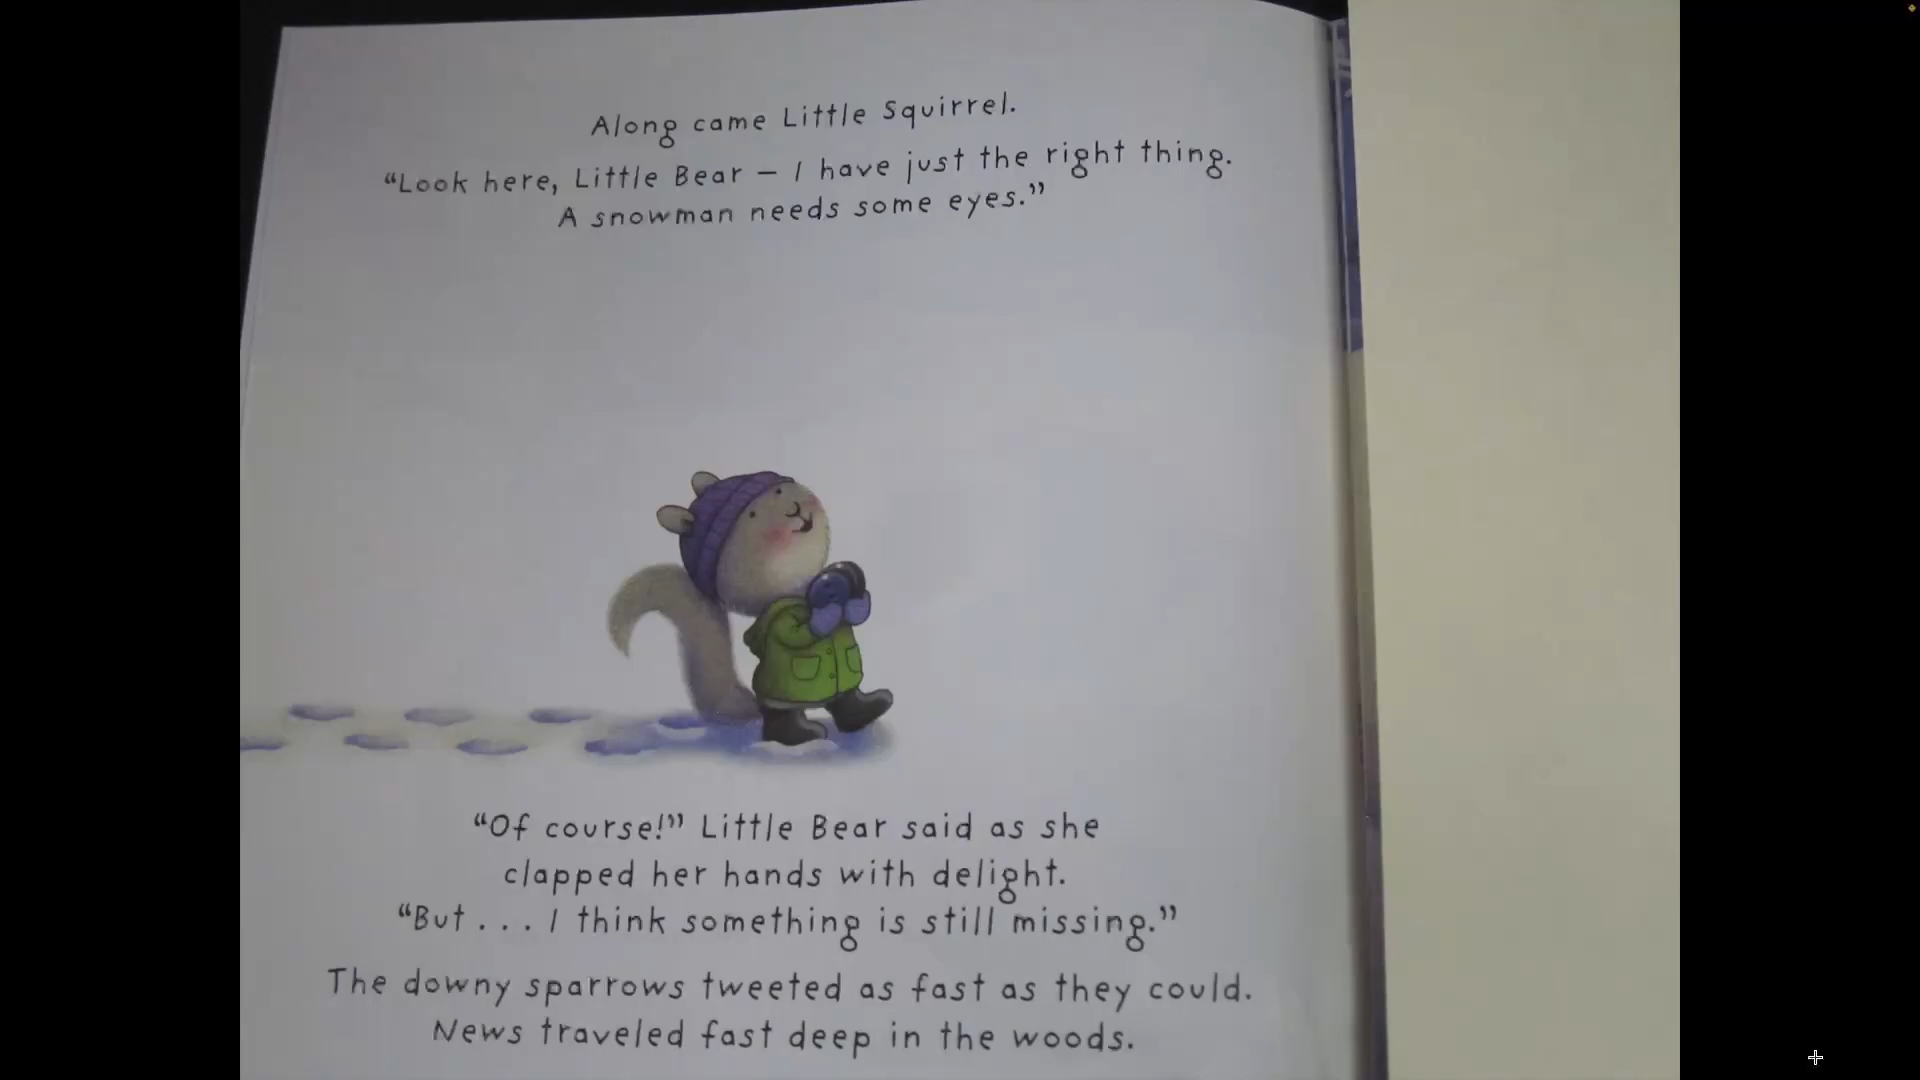 Along came Little Squirrel.
“Look here, Little Bear – I have just the right thing.
A snowman needs some eyes.”
“Of course!” Little Bear said as she
clapped her hands with delight.
“But . . . I think something is still missing.”
The downy sparrows tweeted as fast as they could.
News traveled fast deep in the woods.